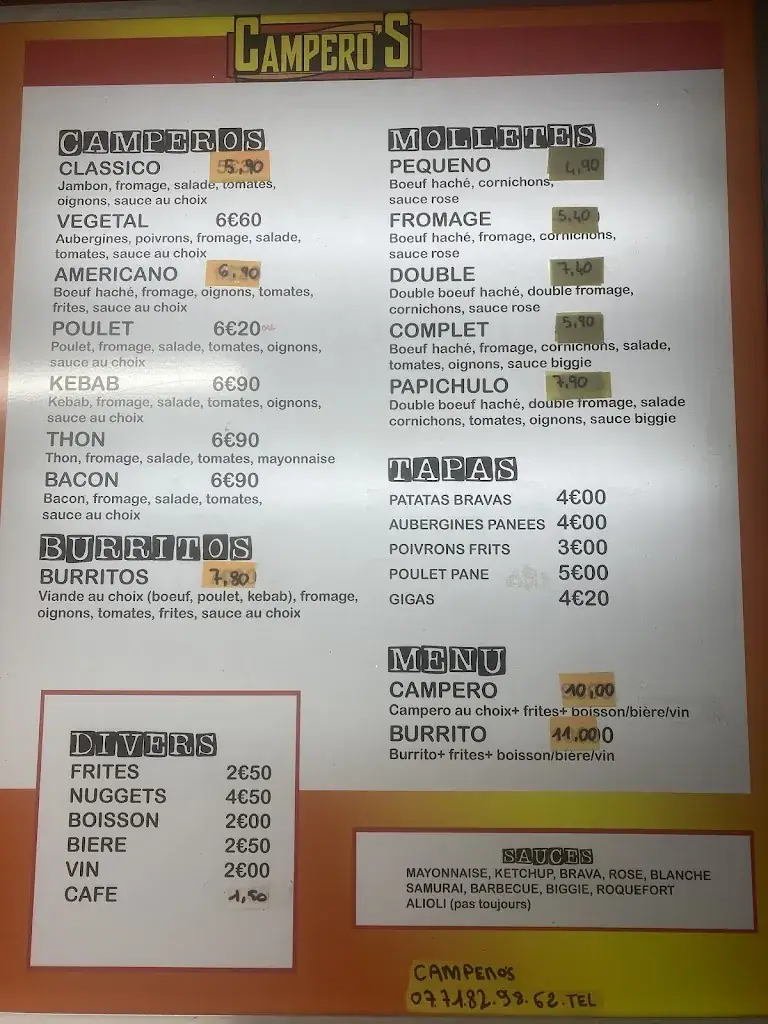 CAMPERO'S
CAMPEROS
CLASSICO 5,90
Jambon, fromage, salade, tomates,
oignons, sauce au choix
VEGETAL 6€60
Aubergines, poivrons, fromage, salade,
tomates, sauce au choix
AMERICANO 6,90
Boeuf haché, fromage, oignons, tomates,
frites, sauce au choix
POULET 6€20
Poulet, fromage, salade, tomates, oignons,
sauce au choix
KEBAB 6€90
Kebab, fromage, salade, tomates, oignons,
sauce au choix
THON 6€90
Thon, fromage, salade, tomates, mayonnaise
BACON 6€90
Bacon, fromage, salade, tomates,
sauce au choix
BURRITOS
BURRITOS 7,80
Viande au choix (boeuf, poulet, kebab), fromage,
oignons, tomates, frites, sauce au choix
DIVERS
FRITES 2€50
NUGGETS 4€50
BOISSON 2€00
BIERE 2€50
VIN 2€00
CAFE 1,50
MOLLETES
PEQUENO 4,90
Boeuf haché, cornichons,
sauce rose
FROMAGE 5.40
Boeuf haché, fromage, cornichons,
sauce rose
DOUBLE 7,40
Double boeuf haché, double fromage,
cornichons, sauce rose
COMPLET 5,90
Boeuf haché, fromage, cornichons, salade,
tomates, oignons, sauce biggie
PAPICHULO 7,90
Double boeuf haché, double fromage, salade
cornichons, tomates, oignons, sauce biggie
TAPAS
PATATAS BRAVAS 4€00
AUBERGINES PANEES 4€00
POIVRONS FRITS 3€00
POULET PANE 5€00
GIGAS 4€20
MENU
CAMPERO 10,00
Campero au choix+ frites+ boisson/bière/vin
BURRITO 11,00
Burrito+ frites+ boisson/bière/vin
SAUCES
MAYONNAISE, KETCHUP, BRAVA, ROSE, BLANCHE
SAMURAI, BARBECUE, BIGGIE, ROQUEFORT
ALIOLI (pas toujours)
CAMPERO'S
07.71.82.98.62.TEL